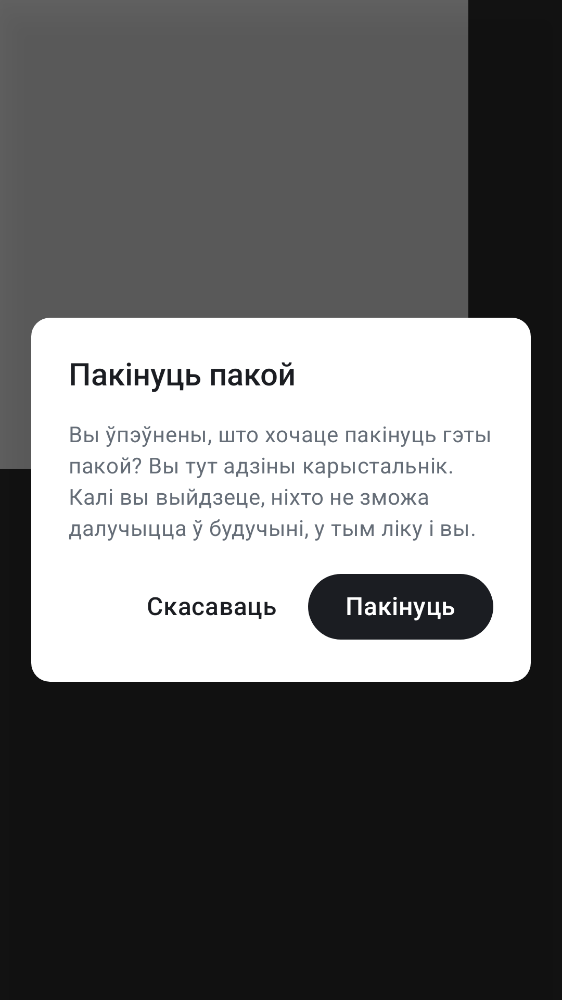 Пакінуць пакой
Вы ўпэўнены, што хочаце пакінуць гэты
пакой? Вы тут адзіны карыстальнік.
Калі вы выйдзеце, ніхто не зможа
далучыцца ў будучыні, у тым ліку і вы.
Скасаваць
Пакінуць